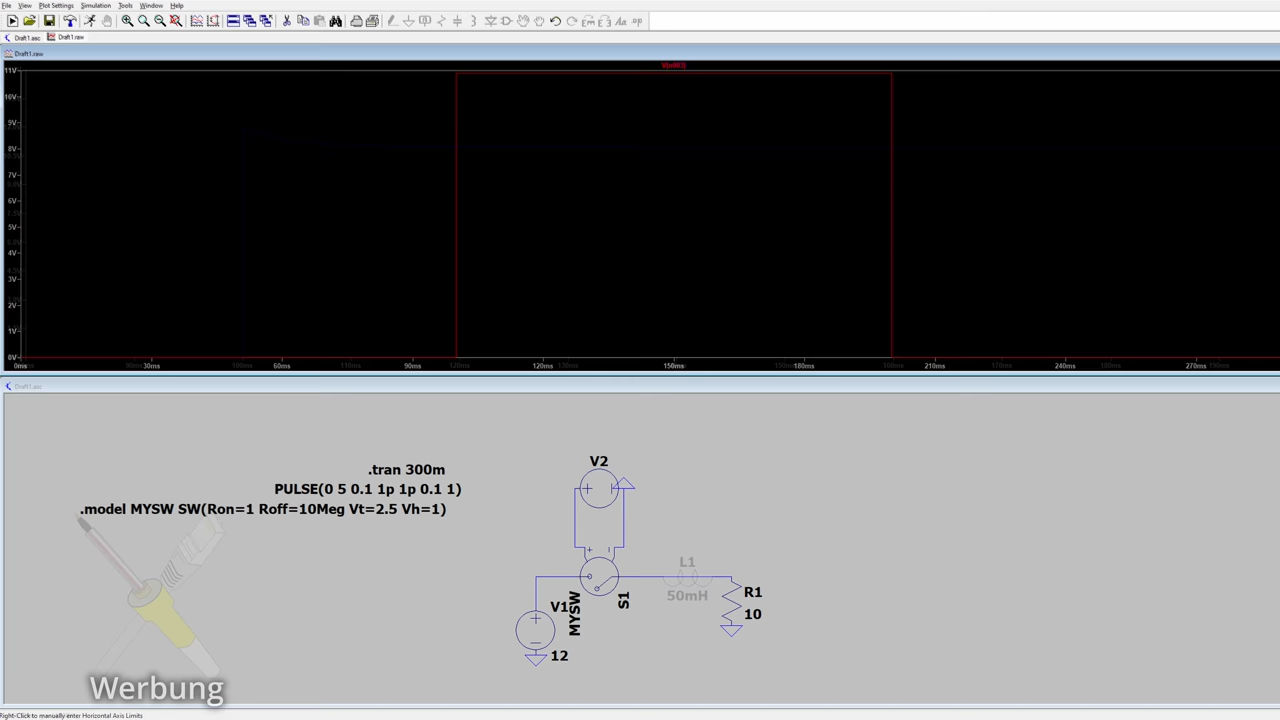 File View Plot Settings Simulation Tools Window Help
Draft1.asc Draft1.raw
Draft1.raw
V(n003)
11V
10V
9V
8V
7V
6V
5V
4V
3V
2V
1V
0V
0ms 30ms 60ms 90ms 120ms 150ms 180ms 210ms 240ms 270ms
Draft1.asc
.tran 300m
PULSE(0 5 0.1 1p 1p 0.1 1)
.model MYSW SW(Ron=1 Roff=10Meg Vt=2.5 Vh=1)
V2
L1
50mH
R1
10
V1
MYSW
S1
12
Werbung
Right-Click to manually enter Horizontal Axis Limits